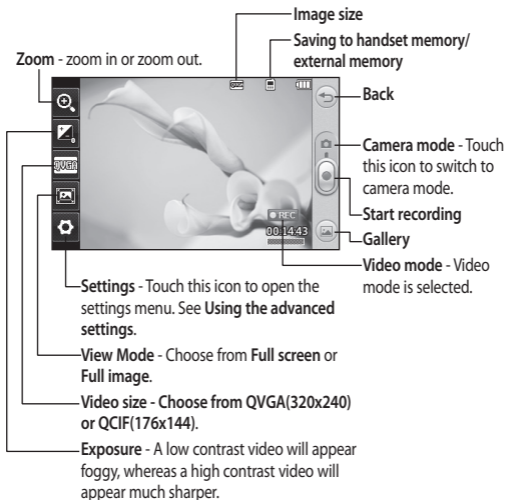 Image size
Saving to handset memory/
external memory
Zoom - zoom in or zoom out.
Back
Camera mode - Touch
this icon to switch to
camera mode.
Start recording
Gallery
Video mode - Video
mode is selected.
QVGA
REC
00:14:43
Settings - Touch this icon to open the
settings menu. See Using the advanced
settings.
View Mode - Choose from Full screen or
Full image.
Video size - Choose from QVGA(320x240)
or QCIF(176x144).
Exposure - A low contrast video will appear
foggy, whereas a high contrast video will
appear much sharper.